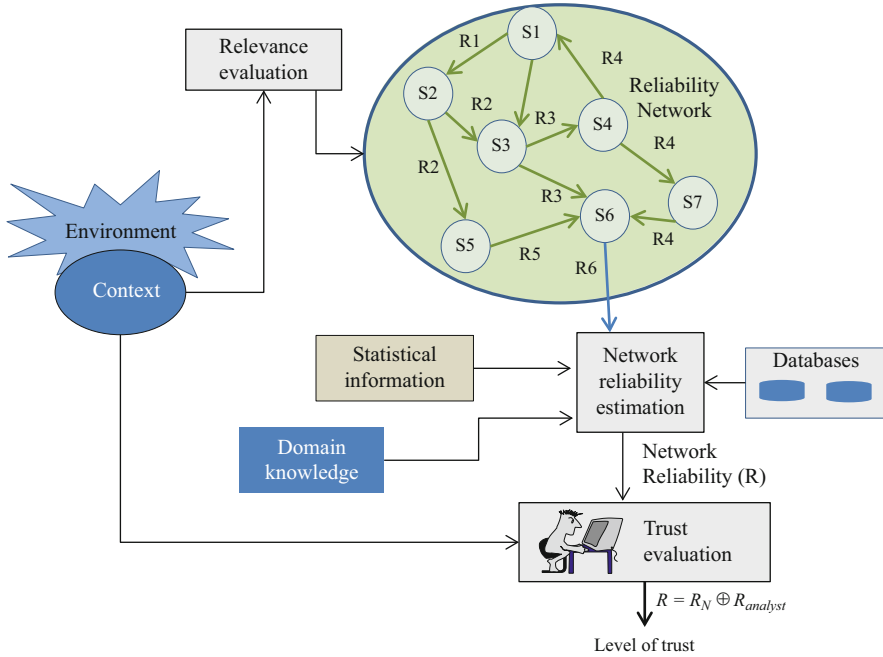 Relevance
evaluation
S1
R1
R4
S2
R2
S3
R3
S4
Reliability
Network
R4
R2
R3
S7
S6
S5
R5
R4
R6
Environment
Context
Statistical
information
Network
reliability
estimation
Databases
Domain
knowledge
Network
Reliability (R)
Trust
evaluation
R = R_N ⊕ R_analyst
Level of trust